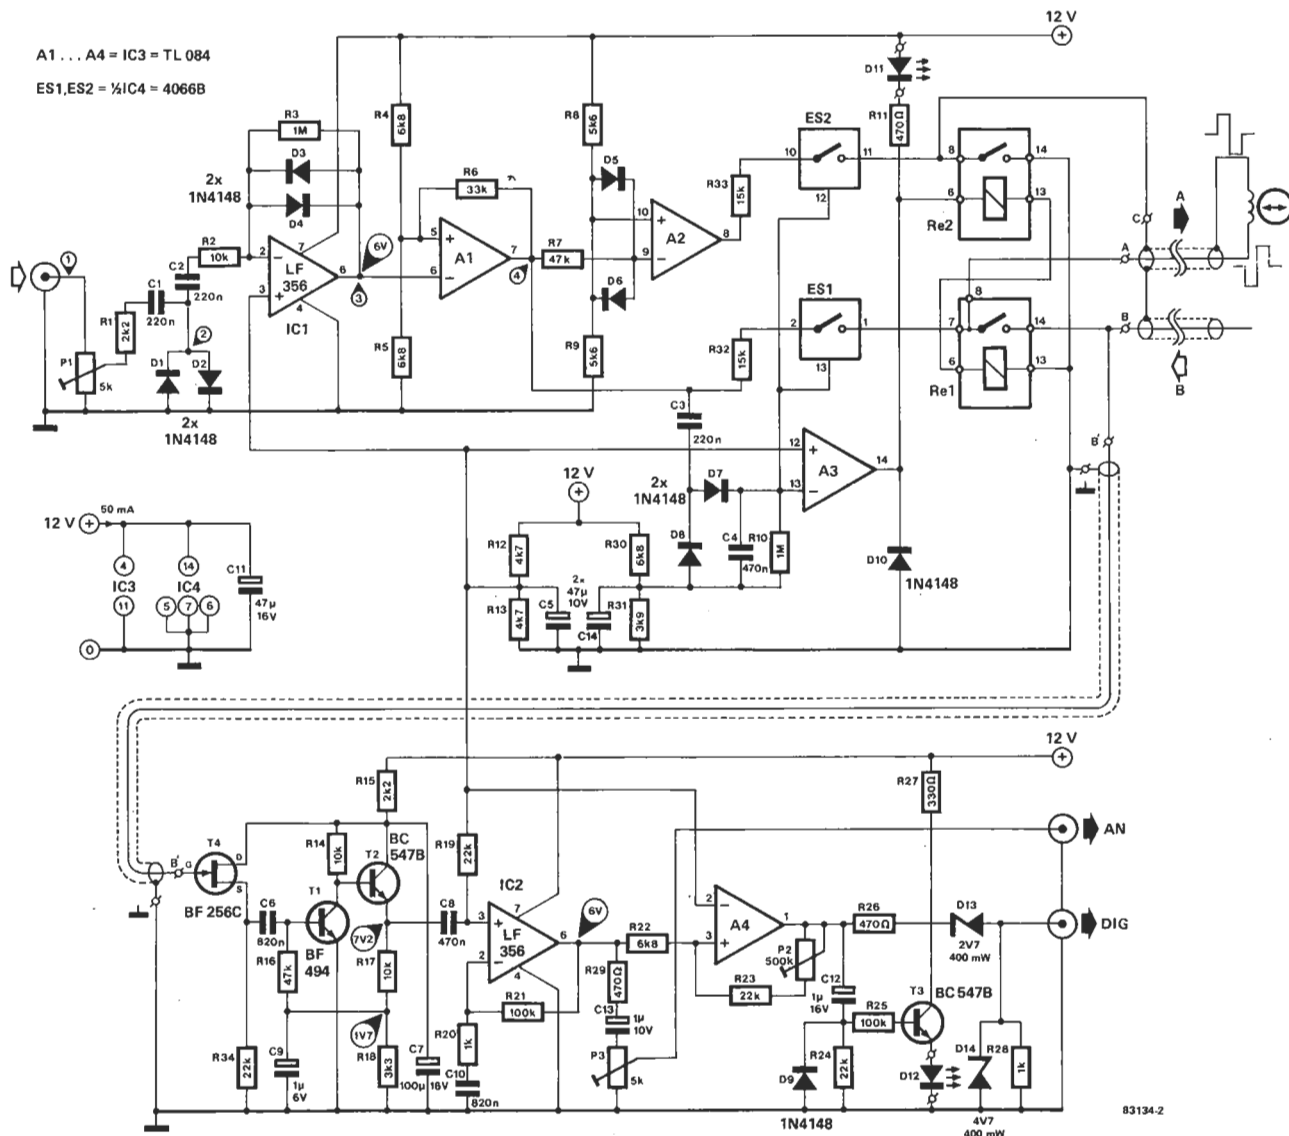 12 V
A1 . . . A4 = IC3 = TL 084
ES1,ES2 = ½IC4 = 4066B
D11
R3
1M
D3
D4
2x
1N4148
R4
6k8
R6
33k
R8
5k6
D5
R11
470Ω
ES2
10
11
12
R33
15k
8
14
6
13
Re2
C
A
A
R2
10k
2
7
LF
356
6
3
4
IC1
6V
3
5
A1
6
7
4
R7
47k
10
A2
9
8
D6
1
C2
220n
C1
220n
R1
2k2
P1
5k
2
D1
D2
2x
1N4148
R5
6k8
R9
5k6
R32
15k
ES1
2
1
13
8
7
14
6
13
Re1
B
B
C3
220n
12
A3
13
14
B'
2x
1N4148
D7
D8
C4
470n
R10
1M
D10
1N4148
12 V
R12
4k7
R30
6k8
R13
4k7
C5
2x
47µ
10V
C14
R31
3k9
12 V
50 mA
4
14
IC3
IC4
11
5
7
6
C11
47µ
16V
0
12 V
R15
2k2
R27
330Ω
AN
T4
D
B'
G
S
BF 256C
R14
10k
BC
547B
T2
R19
22k
IC2
C6
820n
T1
BF
494
R16
47k
7V2
R17
10k
C8
470n
3
7
LF
356
6
2
4
6V
R22
6k8
2
A4
3
1
P2
500k
R26
470Ω
D13
2V7
400 mW
DIG
R29
470Ω
R23
22k
C12
1µ
16V
T3
BC 547B
R25
100k
R21
100k
C13
1µ
10V
1V7
R18
3k3
R20
1k
R34
22k
C9
1µ
6V
C7
100µ
16V
C10
820n
P3
5k
R24
22k
D9
1N4148
D12
D14
R28
1k
4V7
400 mW
83134-2